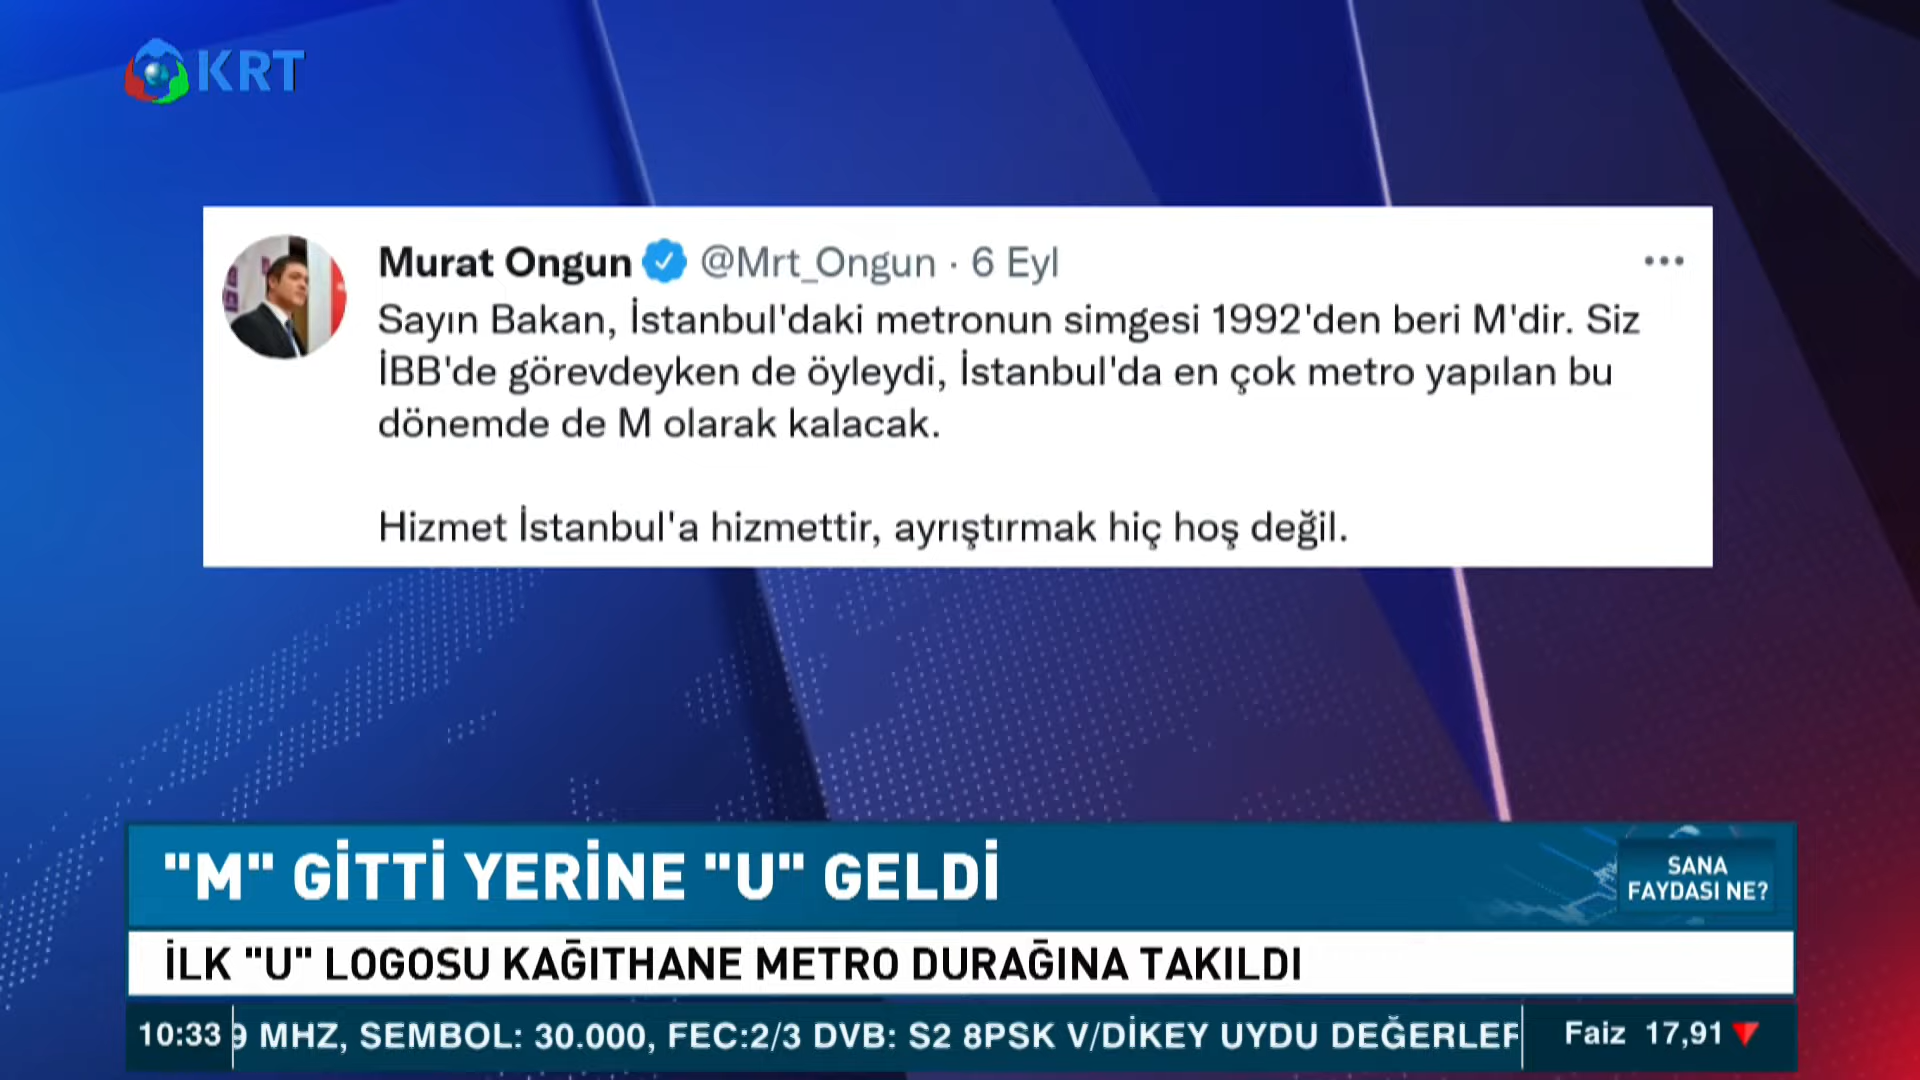 KRT
Murat Ongun @Mrt_Ongun · 6 Eyl
Sayın Bakan, İstanbul'daki metronun simgesi 1992'den beri M'dir. Siz
İBB'de görevdeyken de öyleydi, İstanbul'da en çok metro yapılan bu
dönemde de M olarak kalacak.
Hizmet İstanbul'a hizmettir, ayrıştırmak hiç hoş değil.
"M" GİTTİ YERİNE "U" GELDİ
SANA
FAYDASI NE?
İLK "U" LOGOSU KAĞITHANE METRO DURAĞINA TAKILDI
10:33 9 MHZ, SEMBOL: 30.000, FEC:2/3 DVB: S2 8PSK V/DİKEY UYDU DEĞERLER Faiz 17,91